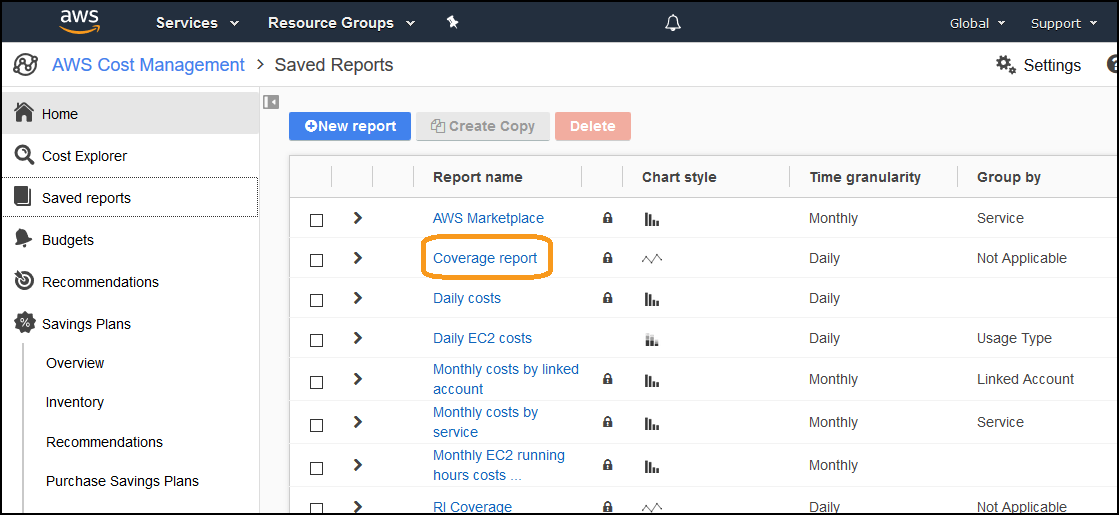 aws Services Resource Groups Global Support
AWS Cost Management > Saved Reports Settings ?
Home
Cost Explorer
Saved reports
Budgets
Recommendations
% Savings Plans
Overview
Inventory
Recommendations
Purchase Savings Plans
New report Create Copy Delete
Report name Chart style Time granularity Group by
AWS Marketplace Monthly Service
Coverage report Daily Not Applicable
Daily costs Daily
Daily EC2 costs Daily Usage Type
Monthly costs by linked
account Monthly Linked Account
Monthly costs by
service Monthly Service
Monthly EC2 running
hours costs ... Monthly
RI Coverage Daily Not Applicable